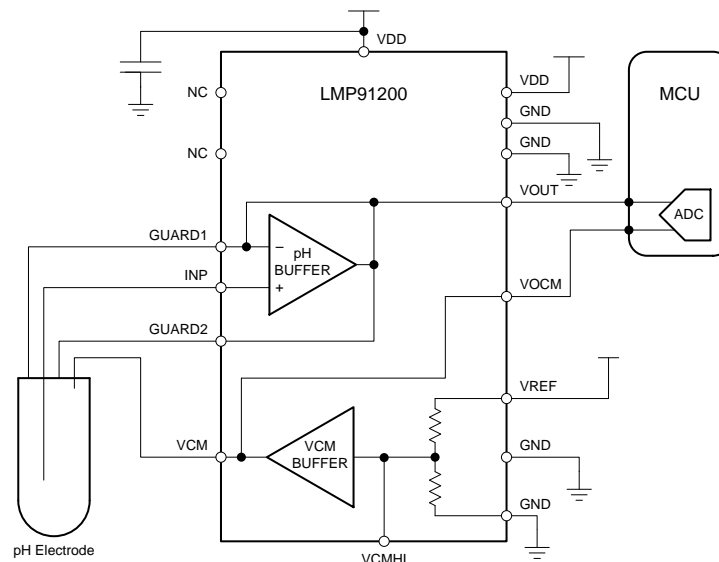 VDD
NC
LMP91200
VDD
MCU
GND
NC
GND
VOUT
ADC
GUARD1
−
pH
BUFFER
INP
+
VOCM
GUARD2
VREF
VCM
VCM
BUFFER
GND
GND
pH Electrode